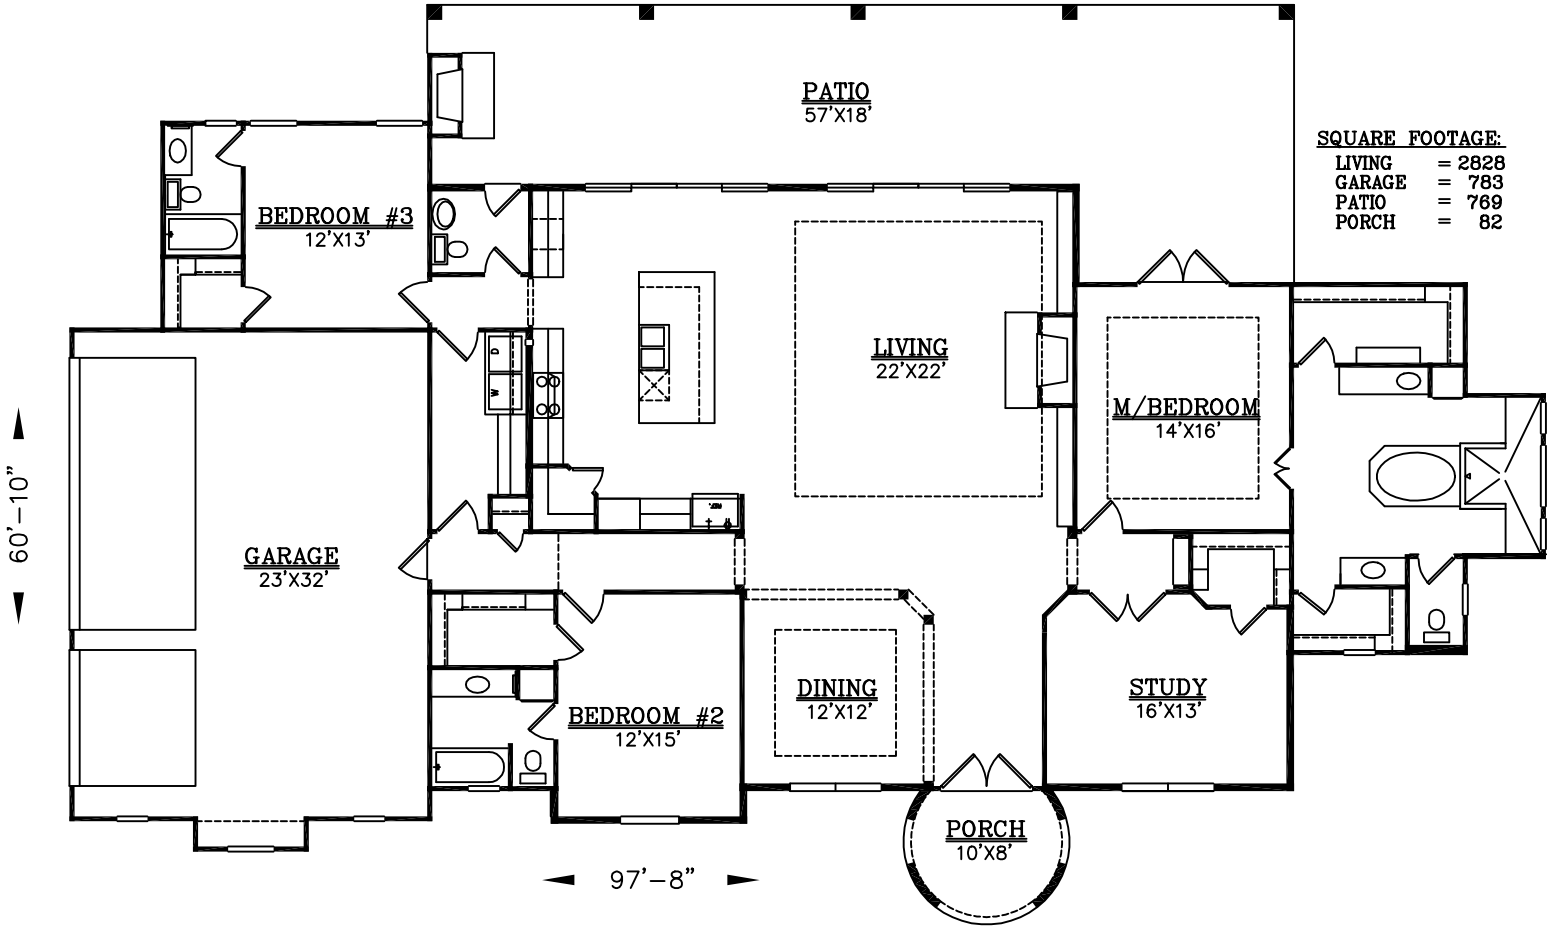 PATIO
57'X18'
SQUARE FOOTAGE:
LIVING = 2828
GARAGE = 783
PATIO = 769
PORCH = 82
BEDROOM #3
12'X13'
LIVING
22'X22'
D
W
M/BEDROOM
14'X16'
60'-10"
REF.
GARAGE
23'X32'
DINING
12'X12'
STUDY
16'X13'
BEDROOM #2
12'X15'
PORCH
10'X8'
97'-8"